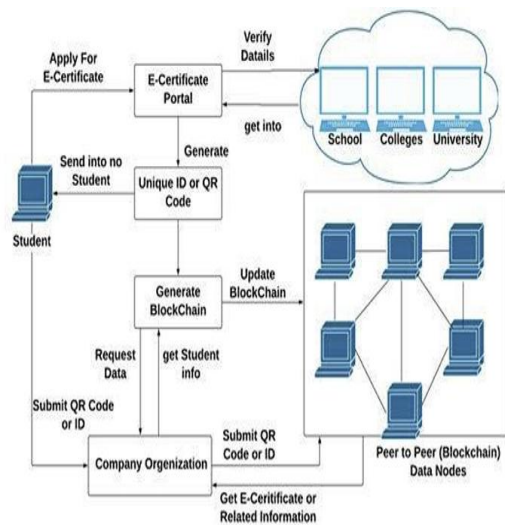 Apply For
E-Certificate
Verify
Datails
E-Certificate
Portal
get into
School
Colleges
University
Generate
Send into no
Student
Unique ID or QR
Code
Student
Generate
BlockChain
Update
BlockChain
Request
Data
get Student
info
Submit QR Code
or ID
Company Orgenization
Submit QR
Code or ID
Peer to Peer (Blockchain)
Data Nodes
Get E-Ceritificate or
Related Information